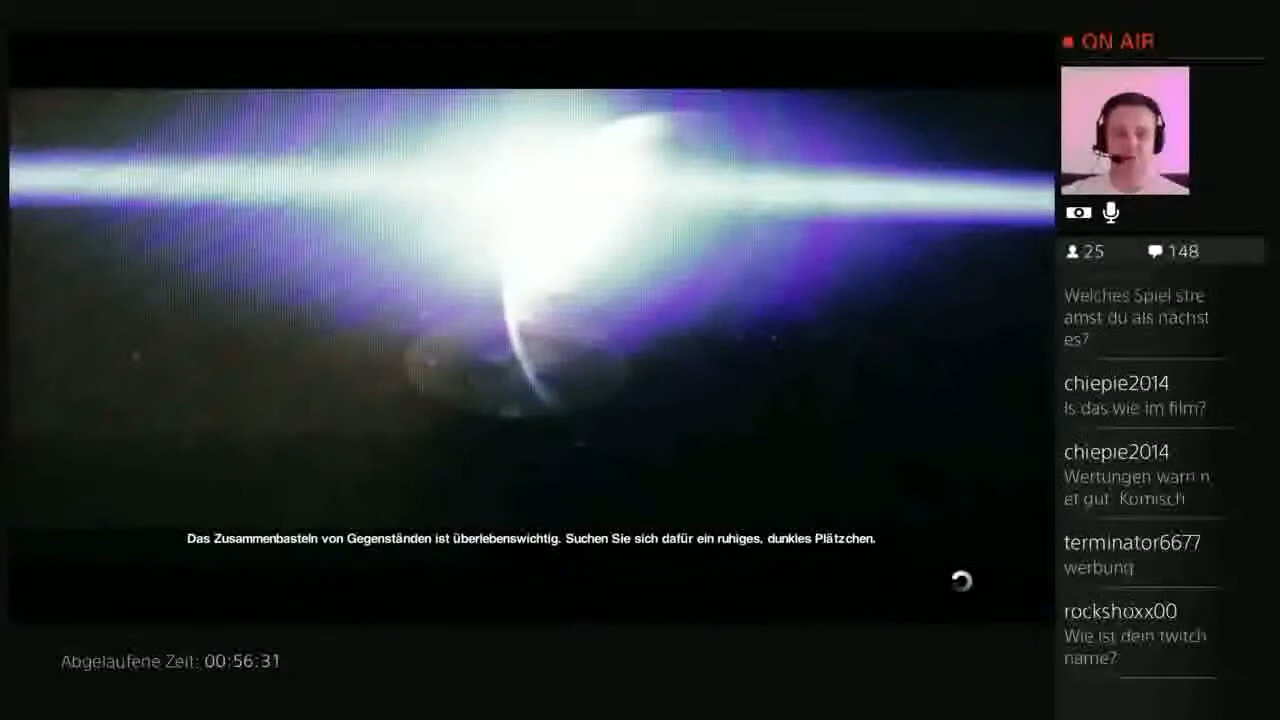 ON AIR
25 148
Welches Spiel stre
amst du als nächst
es?
chiepie2014
Is das wie im film?
chiepie2014
Wertungen warn n
et gut. Komisch
terminator6677
werbung
rockshoxx00
Wie ist dein twitch
name?
Das Zusammenbasteln von Gegenständen ist überlebenswichtig. Suchen Sie sich dafür ein ruhiges, dunkles Plätzchen.
Abgelaufene Zeit: 00:56:31